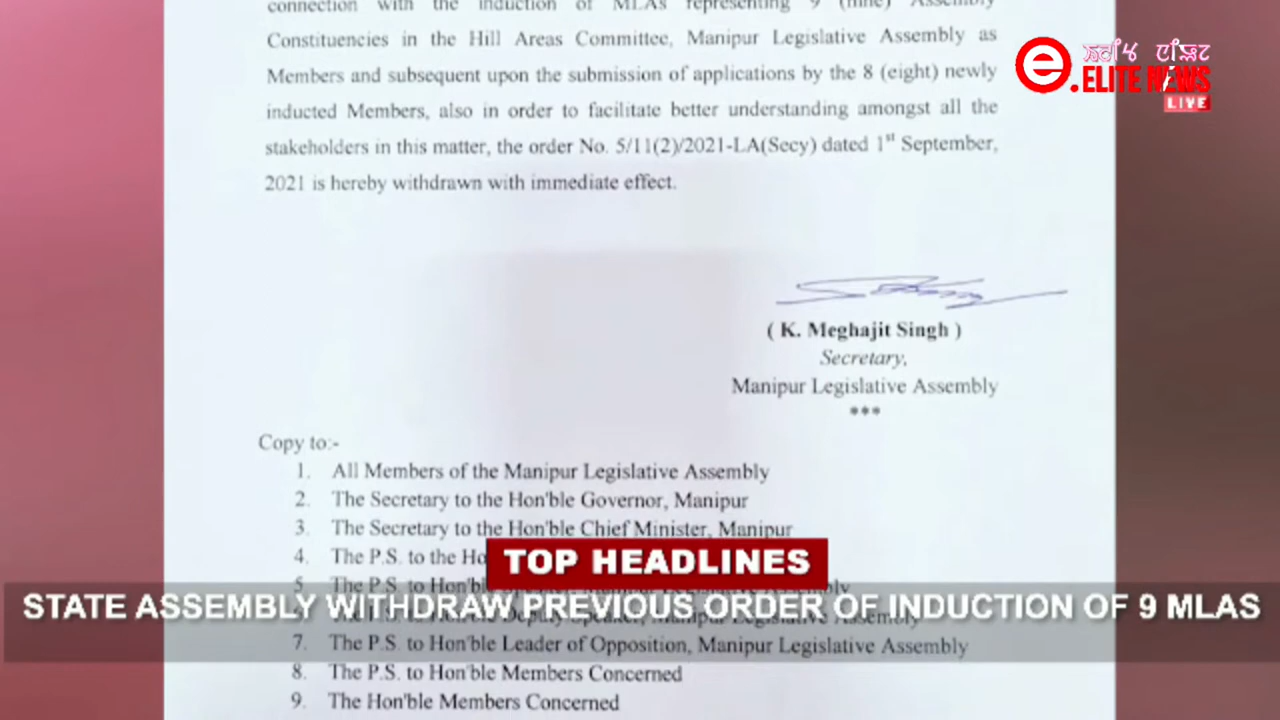 connection with the induction of MLAs representing 9 (nine) Assembly
Constituencies in the Hill Areas Committee, Manipur Legislative Assembly as
Members and subsequent upon the submission of applications by the 8 (eight) newly
inducted Members, also in order to facilitate better understanding amongst all the
stakeholders in this matter, the order No. 5/11(2)/2021-LA(Secy) dated 1st September,
2021 is hereby withdrawn with immediate effect.
e.ELITE NEWS
LIVE
( K. Meghajit Singh )
Secretary,
Manipur Legislative Assembly
***
Copy to:-
1. All Members of the Manipur Legislative Assembly
2. The Secretary to the Hon'ble Governor, Manipur
3. The Secretary to the Hon'ble Chief Minister, Manipur
4. The P.S. to the Ho
TOP HEADLINES
5. The P.S. to Hon'bl
STATE ASSEMBLY WITHDRAW PREVIOUS ORDER OF INDUCTION OF 9 MLAS
7. The P.S. to Hon'ble Leader of Opposition, Manipur Legislative Assembly
8. The P.S. to Hon'ble Members Concerned
9. The Hon'ble Members Concerned